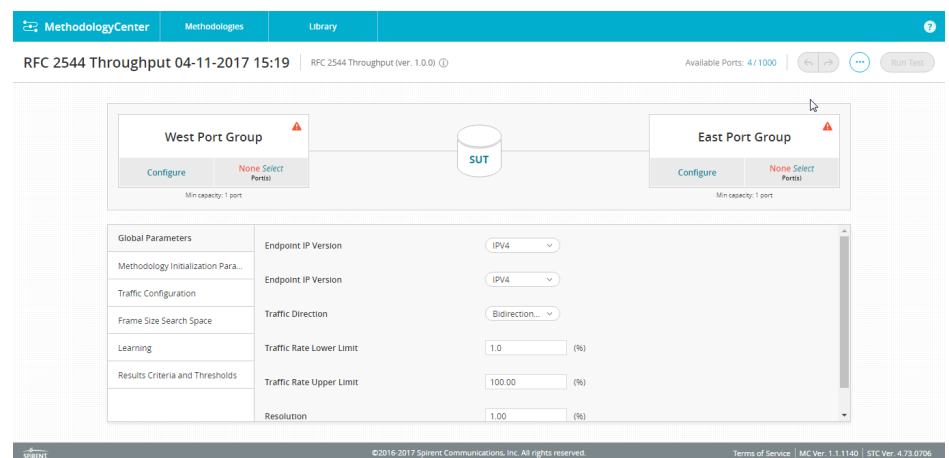 MethodologyCenter Methodologies Library ?
RFC 2544 Throughput 04-11-2017 15:19 RFC 2544 Throughput (ver. 1.0.0) Available Ports: 4 / 1000 Run Test
West Port Group East Port Group
SUT
Configure None Select Configure None Select
Port(s) Port(s)
Min capacity: 1 port Min capacity: 1 port
Global Parameters
Methodology Initialization Para...
Traffic Configuration
Frame Size Search Space
Learning
Results Criteria and Thresholds
Endpoint IP Version IPV4
Endpoint IP Version IPV4
Traffic Direction Bidirection...
Traffic Rate Lower Limit 1.0 (%)
Traffic Rate Upper Limit 100.00 (%)
Resolution 1.00 (%)
SPIRENT ©2016-2017 Spirent Communications, Inc. All rights reserved. Terms of Service MC Ver. 1.1.1140 STC Ver. 4.73.0706